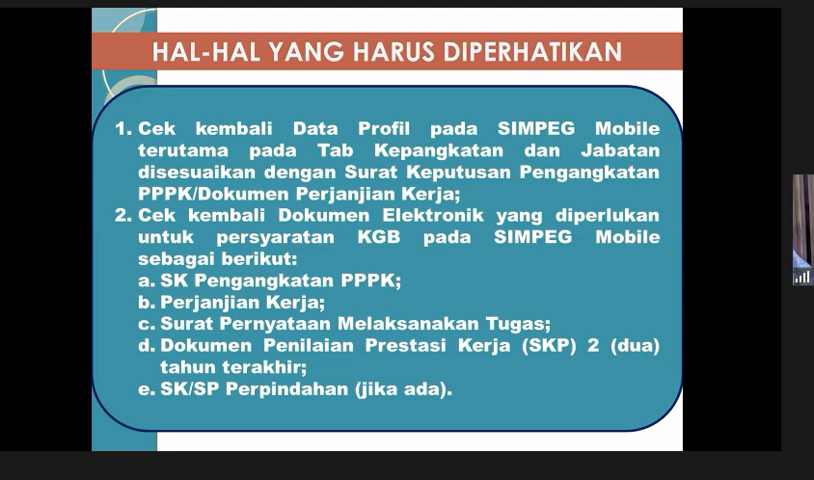 HAL-HAL YANG HARUS DIPERHATIKAN
1. Cek kembali Data Profil pada SIMPEG Mobile
terutama pada Tab Kepangkatan dan Jabatan
disesuaikan dengan Surat Keputusan Pengangkatan
PPPK/Dokumen Perjanjian Kerja;
2. Cek kembali Dokumen Elektronik yang diperlukan
untuk persyaratan KGB pada SIMPEG Mobile
sebagai berikut:
a. SK Pengangkatan PPPK;
b. Perjanjian Kerja;
c. Surat Pernyataan Melaksanakan Tugas;
d. Dokumen Penilaian Prestasi Kerja (SKP) 2 (dua)
tahun terakhir;
e. SK/SP Perpindahan (jika ada).